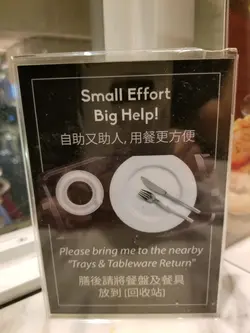 Small Effort
Big Help!
自助又助人, 用餐更方便
Please bring me to the nearby
"Trays & Tableware Return"
膳後請將餐盤及餐具
放到 [回收站]